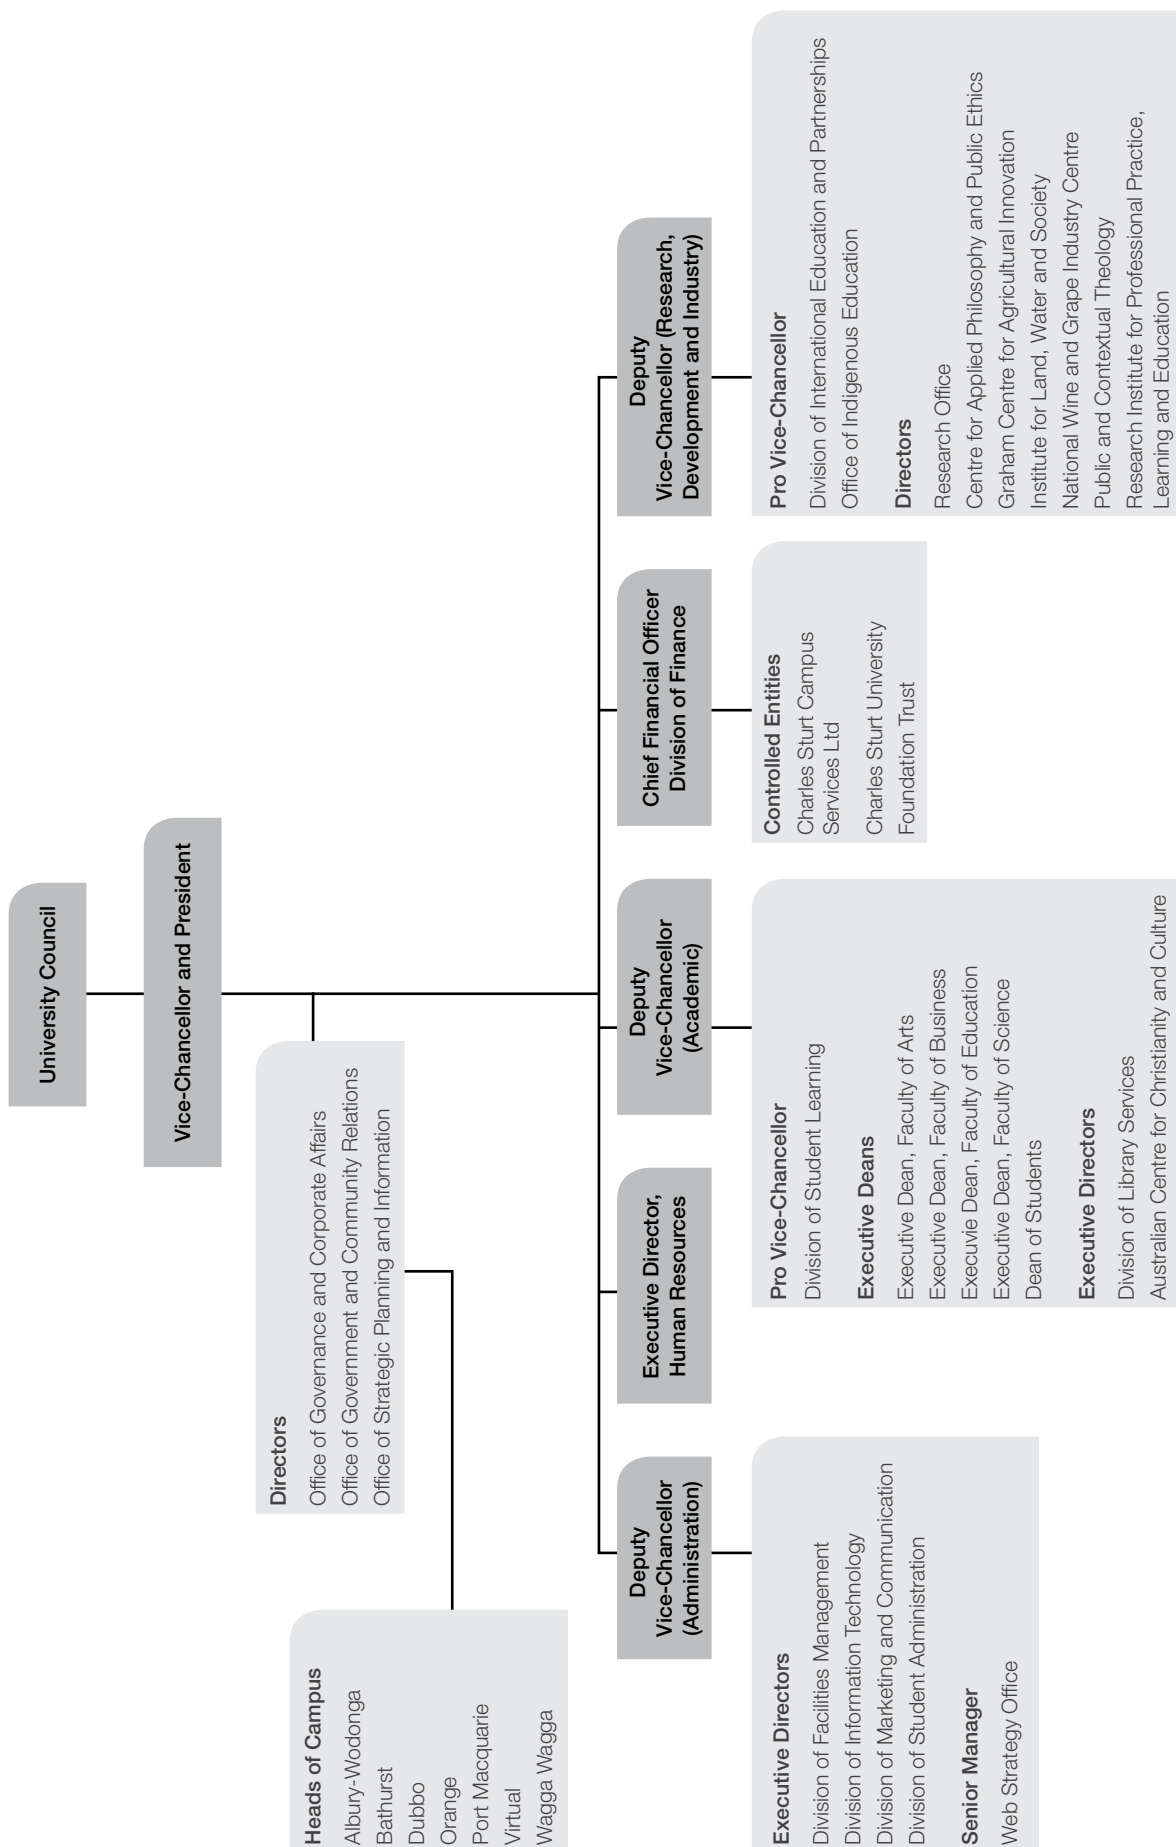 University Council
Vice-Chancellor and President
Directors
Office of Governance and Corporate Affairs
Office of Government and Community Relations
Office of Strategic Planning and Information
Heads of Campus
Albury-Wodonga
Bathurst
Dubbo
Orange
Port Macquarie
Virtual
Wagga Wagga
Deputy
Vice-Chancellor
(Administration)
Executive Directors
Division of Facilities Management
Division of Information Technology
Division of Marketing and Communication
Division of Student Administration
Senior Manager
Web Strategy Office
Executive Director,
Human Resources
Deputy
Vice-Chancellor
(Academic)
Pro Vice-Chancellor
Division of Student Learning
Executive Deans
Executive Dean, Faculty of Arts
Executive Dean, Faculty of Business
Execuvie Dean, Faculty of Education
Executive Dean, Faculty of Science
Dean of Students
Executive Directors
Division of Library Services
Australian Centre for Christianity and Culture
Chief Financial Officer
Division of Finance
Controlled Entities
Charles Sturt Campus
Services Ltd
Charles Sturt University
Foundation Trust
Deputy
Vice-Chancellor (Research,
Development and Industry)
Pro Vice-Chancellor
Division of International Education and Partnerships
Office of Indigenous Education
Directors
Research Office
Centre for Applied Philosophy and Public Ethics
Graham Centre for Agricultural Innovation
Institute for Land, Water and Society
National Wine and Grape Industry Centre
Public and Contextual Theology
Research Institute for Professional Practice,
Learning and Education